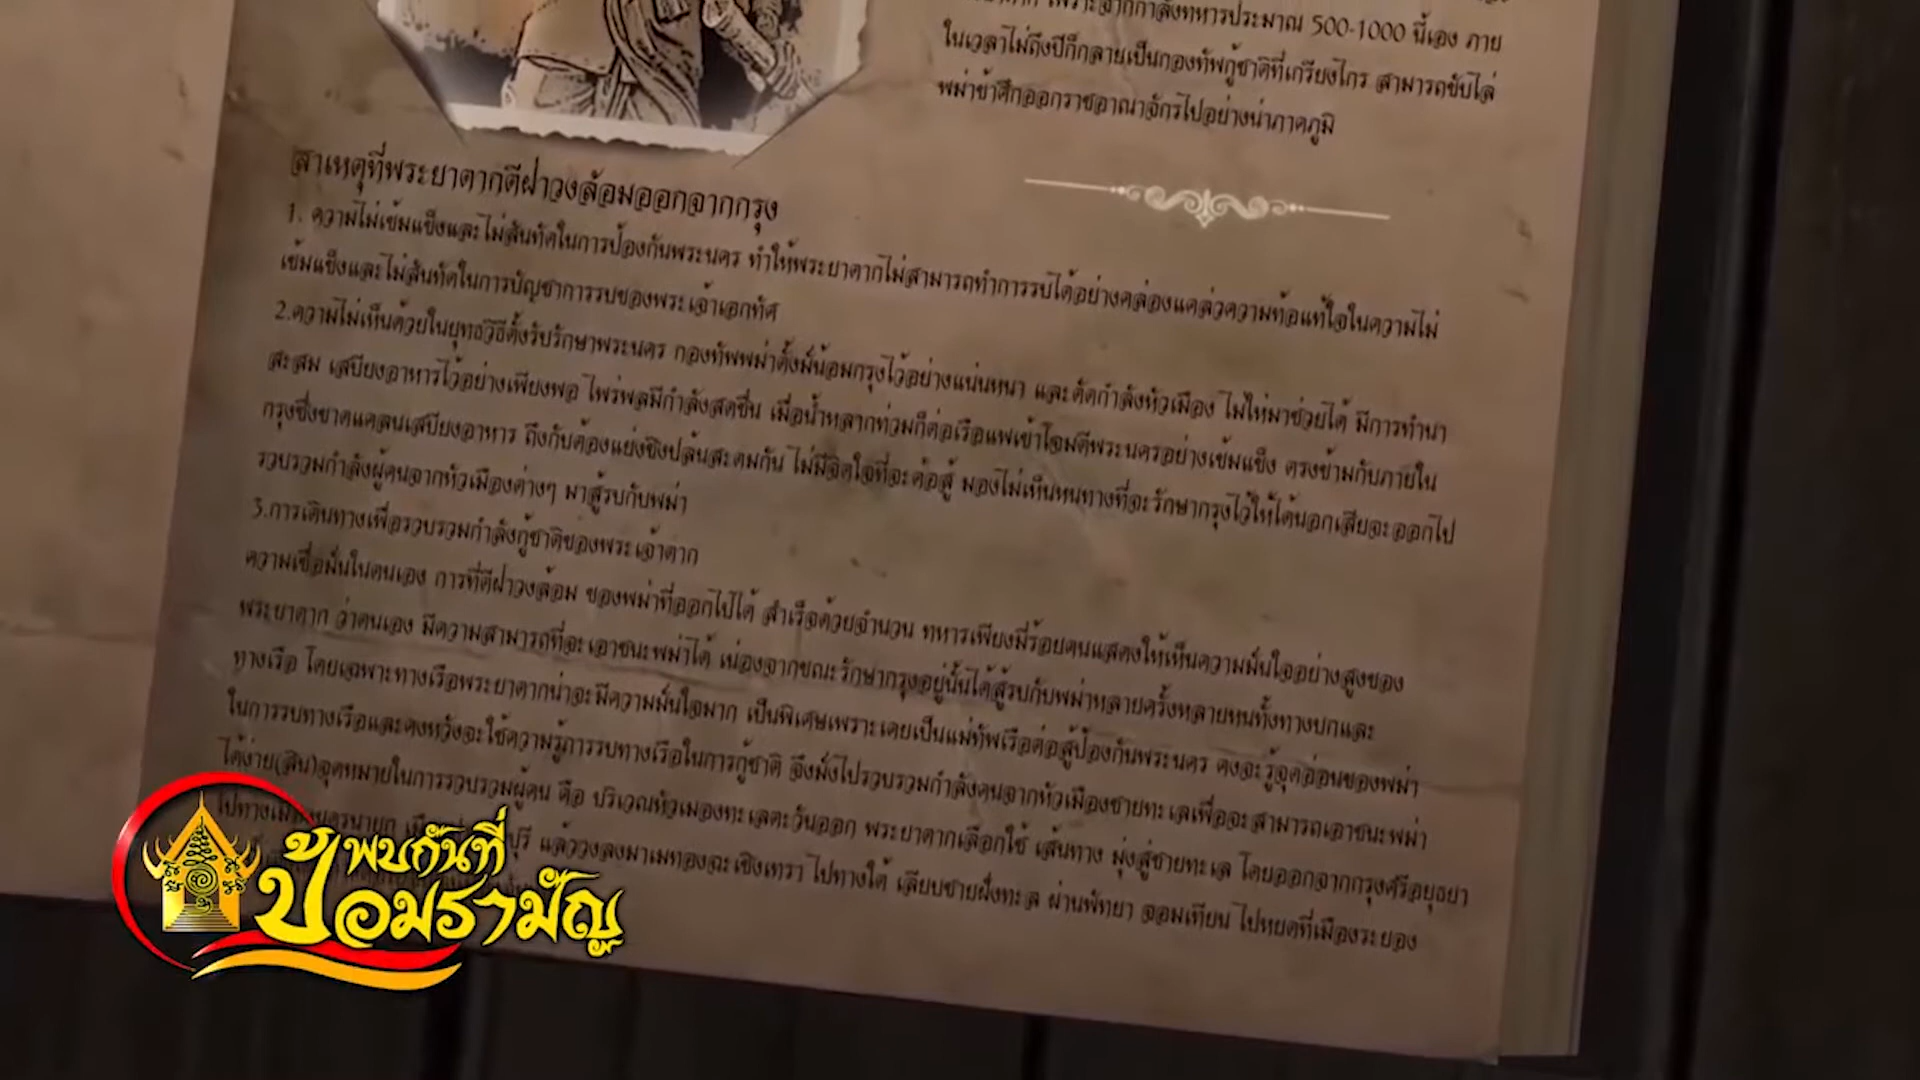 เพราะจากกำลังทหารประมาณ 500-1000 นี้เอง ภาย
ในเวลาไม่ถึงปีก็กลายเป็นกองทัพกู้ชาติที่เกรียงไกร สามารถขับไล่
พม่าข้าศึกออกราชอาณาจักรไปอย่างน่าภาคภูมิ
สาเหตุที่พระยาตากตีฝ่าวงล้อมออกจากกรุง
1. ความไม่เข้มแข็งและไม่สันทัดในการป้องกันพระนคร ทำให้พระยาตากไม่สามารถทำการรบได้อย่างคล่องแคล่วความท้อแท้ใจในความไม่
เข้มแข็งและไม่สันทัดในการบัญชาการรบของพระเจ้าเอกทัศ
2.ความไม่เห็นด้วยในยุทธวิธีตั้งรับรักษาพระนคร กองทัพพม่าตั้งมั่นล้อมกรุงไว้อย่างแน่นหนา และตัดกำลังหัวเมือง ไม่ให้มาช่วยได้ มีการทำนา
สะสม เสบียงอาหารไว้อย่างเพียงพอ ไพร่พลมีกำลังสดชื่น เมื่อน้ำหลากท่วมก็ต่อเรือแพเข้าโจมตีพระนครอย่างเข้มแข็ง ตรงข้ามกับภายใน
กรุงซึ่งขาดแคลนเสบียงอาหาร ถึงกับต้องแย่งชิงปล้นสะดมกัน ไม่มีจิตใจที่จะต่อสู้ มองไม่เห็นหนทางที่จะรักษากรุงไว้ให้ได้นอกเสียจะออกไป
รวบรวมกำลังผู้คนจากหัวเมืองต่างๆ มาสู้รบกับพม่า
3.การเดินทางเพื่อรวบรวมกำลังกู้ชาติของพระเจ้าตาก
ความเชื่อมั่นในตนเอง การที่ตีฝ่าวงล้อม ของพม่าที่ออกไปได้ สำเร็จด้วยจำนวน ทหารเพียงมี่ร้อยคนแสดงให้เห็นความมั่นใจอย่างสูงของ
พระยาตาก ว่าตนเอง มีความสามารถที่จะเอาชนะพม่าได้ เนื่องจากขณะรักษากรุงอยู่นั้นได้สู้รบกับพม่าหลายครั้งหลายหนทั้งทางบกและ
ทางเรือ โดยเฉพาะทางเรือพระยาตากน่าจะมีความมั่นใจมาก เป็นพิเศษเพราะเคยเป็นแม่ทัพเรือต่อสู้ป้องกันพระนคร คงจะรู้จุดอ่อนของพม่า
ในการรบทางเรือและคงหวังจะใช้ความรู้การรบทางเรือในการกู้ชาติ จึงมั่งไปรวบรวมกำลังคนจากหัวเมืองชายทะเลเพื่อจะสามารถเอาชนะพม่า
ได้ง่าย(สิน)จุดหมายในการรวบรวมผู้คน คือ บริเวณหัวเมองทะเลตะวันออก พระยาตากเลือกใช้ เส้นทาง มุ่งสู่ชายทะเล โดยออกจากกรุงศรีอยุธยา
ไปทางเมืองนครนายก แล้ววงลงมาเมทองฉะเชิงเทรา ไปทางใต้ เลียบชายฝั่งทะล ผ่านพัทยา จอมเทียน ไปหยดที่เมืองระยอง
พบกันที่
บ้อมรามัญ